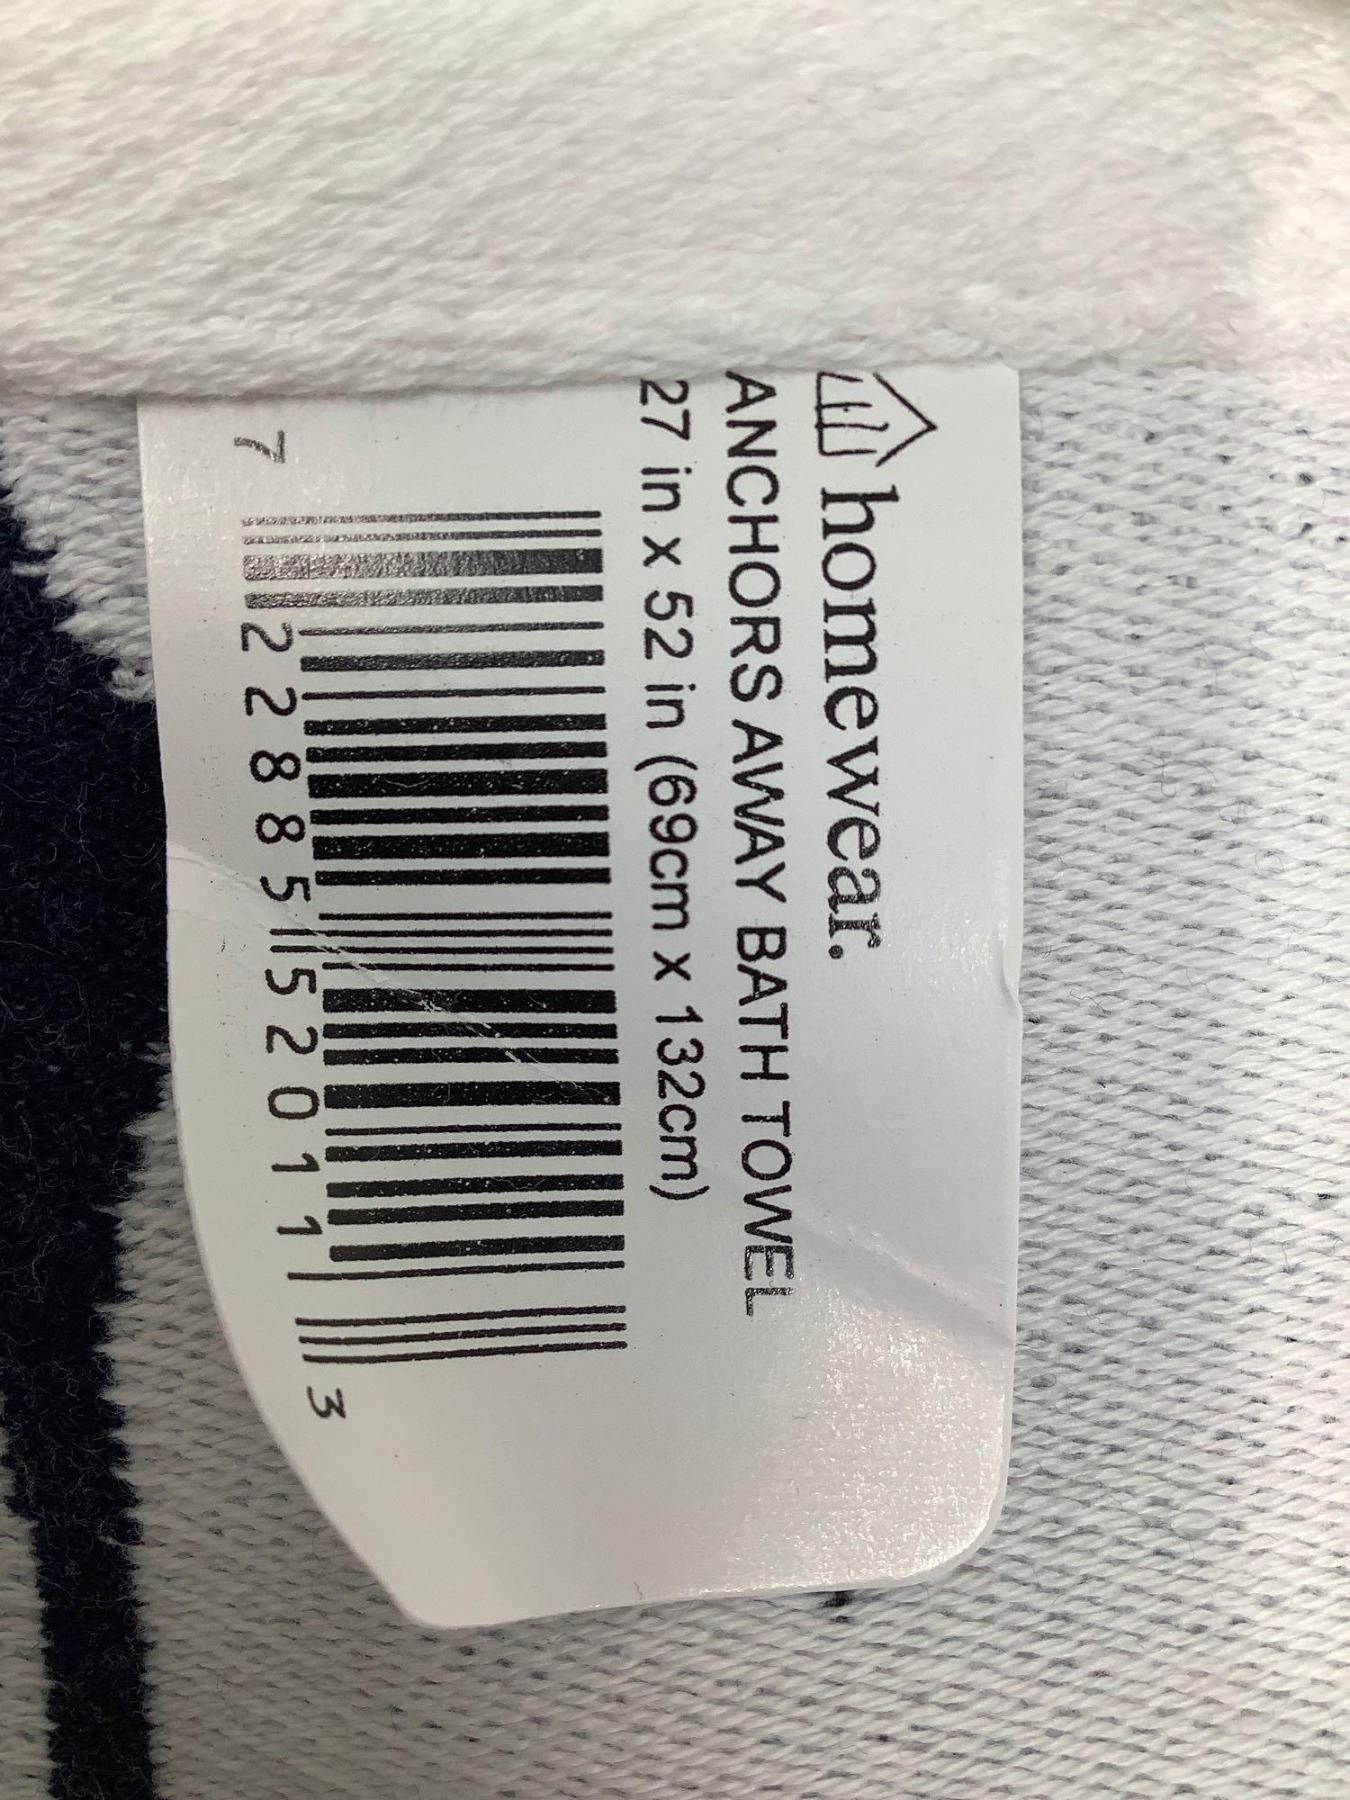 homewear.
ANCHORS AWAY BATH TOWEL
27 in x 52 in (69cm x 132cm)
7 22885 52011 3